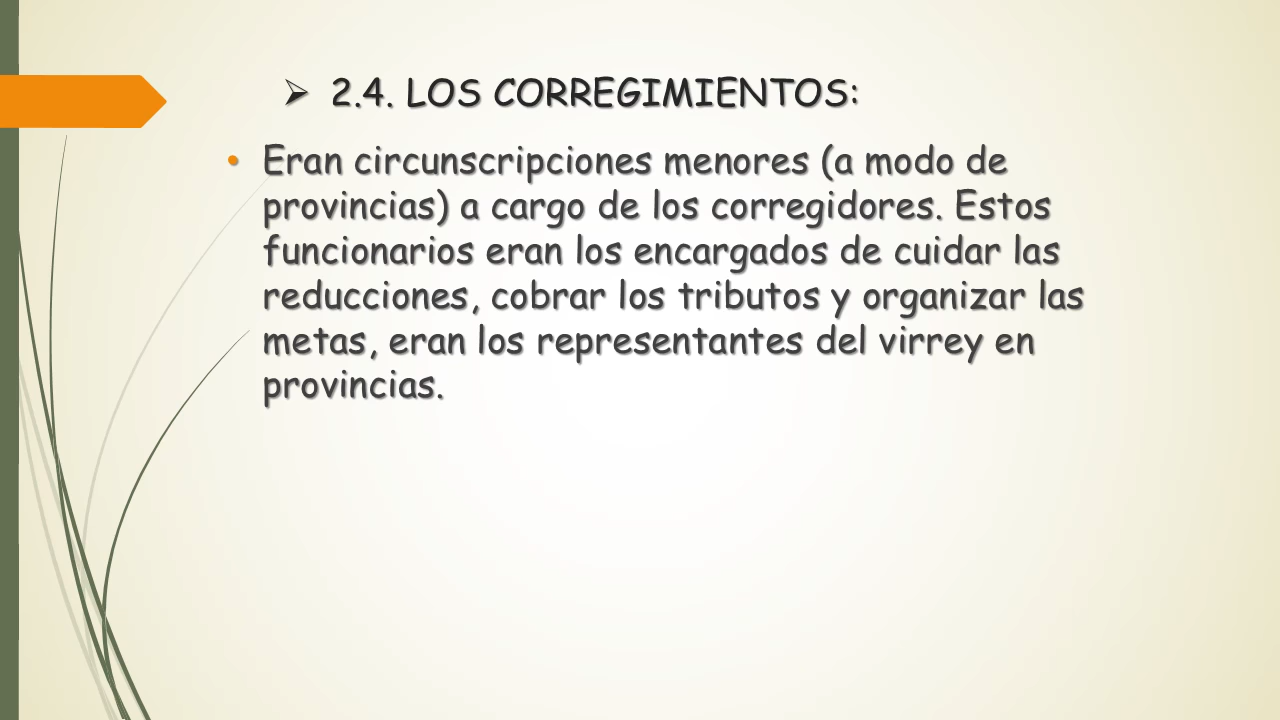 ➢ 2.4. LOS CORREGIMIENTOS:
• Eran circunscripciones menores (a modo de
provincias) a cargo de los corregidores. Estos
funcionarios eran los encargados de cuidar las
reducciones, cobrar los tributos y organizar las
metas, eran los representantes del virrey en
provincias.